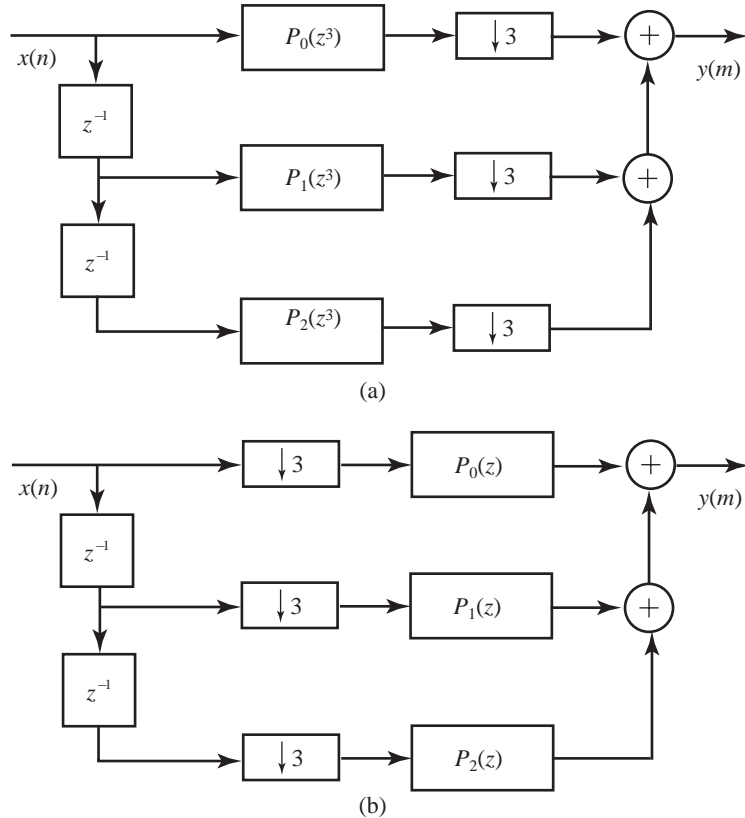 P₀(z³)
↓ 3
+
x(n)
y(m)
z⁻¹
P₁(z³)
↓ 3
+
z⁻¹
P₂(z³)
↓ 3
(a)
↓ 3
P₀(z)
+
x(n)
y(m)
z⁻¹
↓ 3
P₁(z)
+
z⁻¹
↓ 3
P₂(z)
(b)